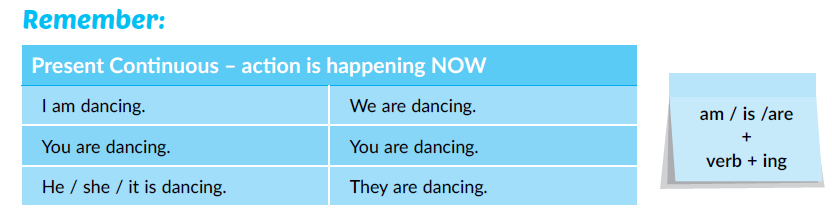 Remember:
Present Continuous – action is happening NOW
I am dancing.
We are dancing.
You are dancing.
You are dancing.
He / she / it is dancing.
They are dancing.
am / is /are
+
verb + ing